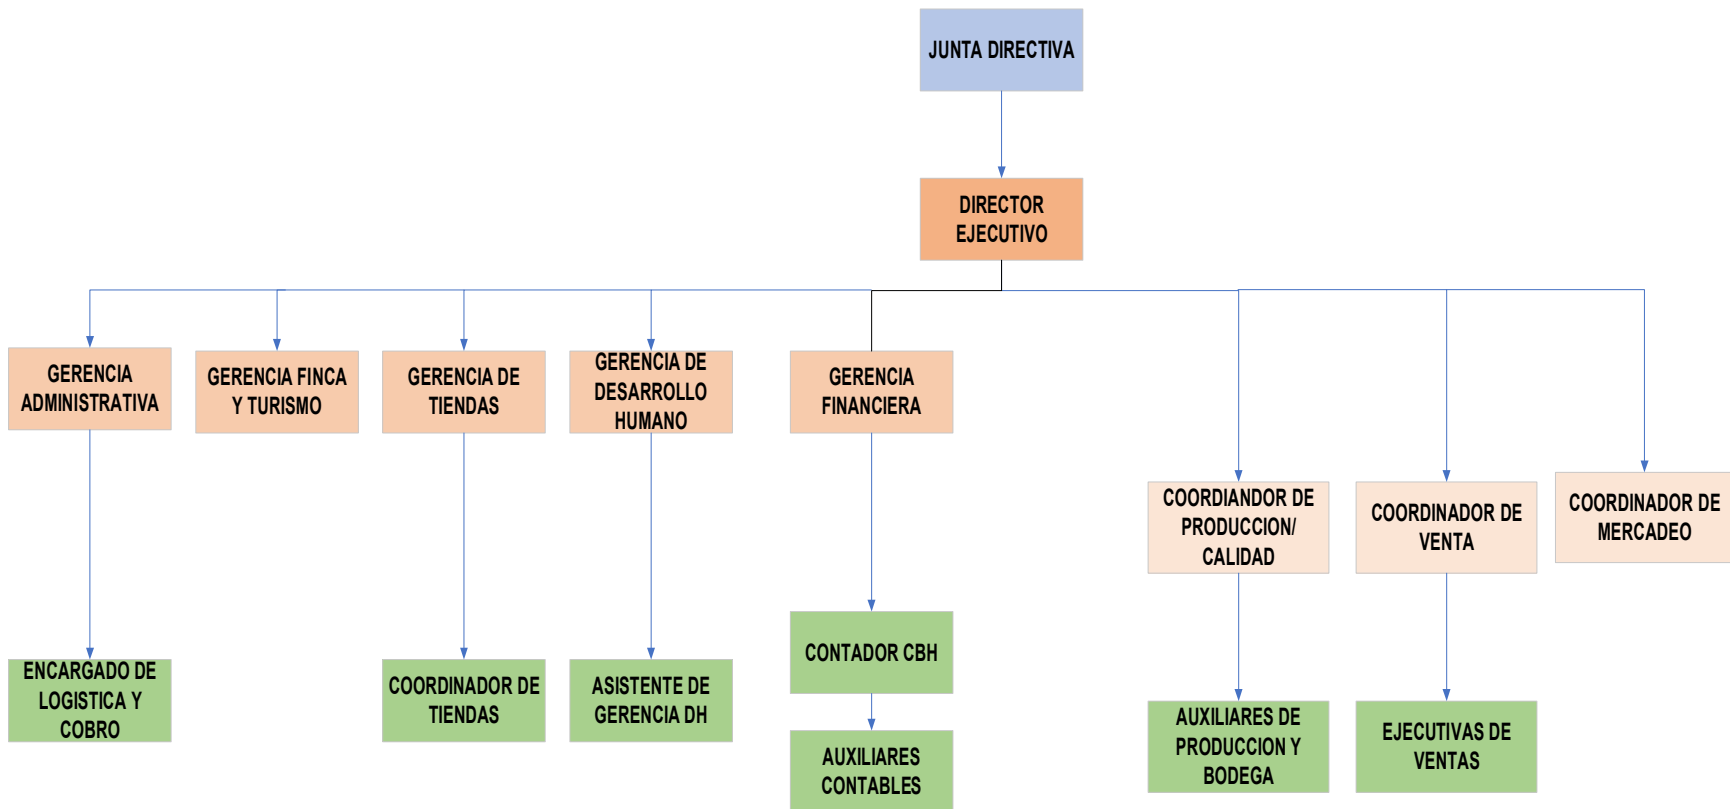 JUNTA DIRECTIVA
DIRECTOR
EJECUTIVO
GERENCIA
ADMINISTRATIVA
GERENCIA FINCA
Y TURISMO
GERENCIA DE
TIENDAS
GERENCIA DE
DESARROLLO
HUMANO
GERENCIA
FINANCIERA
COORDIANDOR DE
PRODUCCION/
CALIDAD
COORDINADOR DE
VENTA
COORDINADOR DE
MERCADEO
ENCARGADO DE
LOGISTICA Y
COBRO
COORDINADOR DE
TIENDAS
ASISTENTE DE
GERENCIA DH
CONTADOR CBH
AUXILIARES
CONTABLES
AUXILIARES DE
PRODUCCION Y
BODEGA
EJECUTIVAS DE
VENTAS